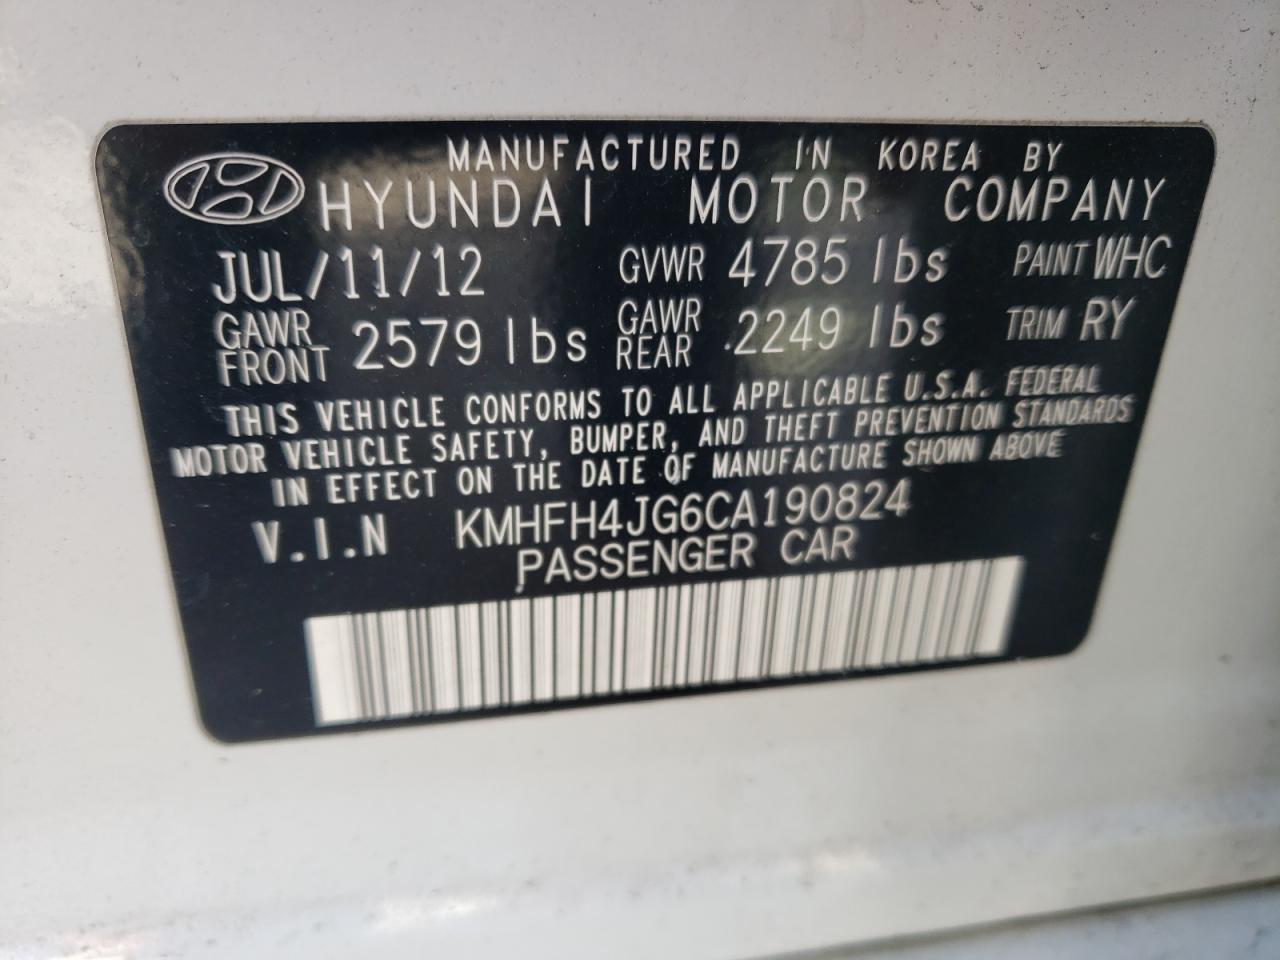 MANUFACTURED IN KOREA BY
HYUNDAI MOTOR COMPANY
JUL/11/12 GVWR 4785 lbs PAINT WHC
GAWR FRONT 2579 lbs GAWR REAR 2249 lbs TRIM RY
THIS VEHICLE CONFORMS TO ALL APPLICABLE U.S.A. FEDERAL
MOTOR VEHICLE SAFETY, BUMPER, AND THEFT PREVENTION STANDARDS
IN EFFECT ON THE DATE OF MANUFACTURE SHOWN ABOVE
V.I.N KMHFH4JG6CA190824
PASSENGER CAR